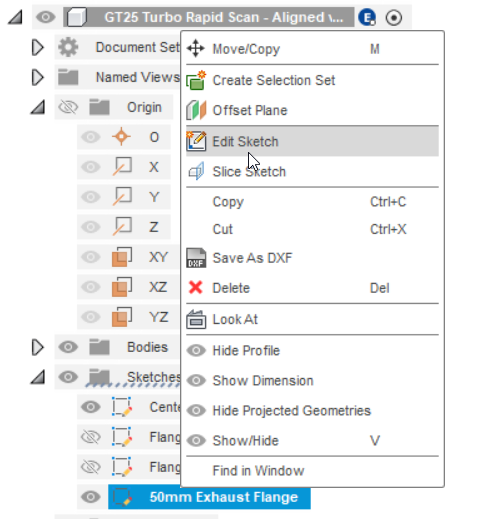 GT25 Turbo Rapid Scan - Aligned v... E
Document Set
Named Views
Origin
O
X
Y
Z
XY
XZ
YZ
Bodies
Sketches
Cente
Flang
Flang
50mm Exhaust Flange
Move/Copy M
Create Selection Set
Offset Plane
Edit Sketch
Slice Sketch
Copy Ctrl+C
Cut Ctrl+X
DXF Save As DXF
Delete Del
Look At
Hide Profile
Show Dimension
Hide Projected Geometries
Show/Hide V
Find in Window